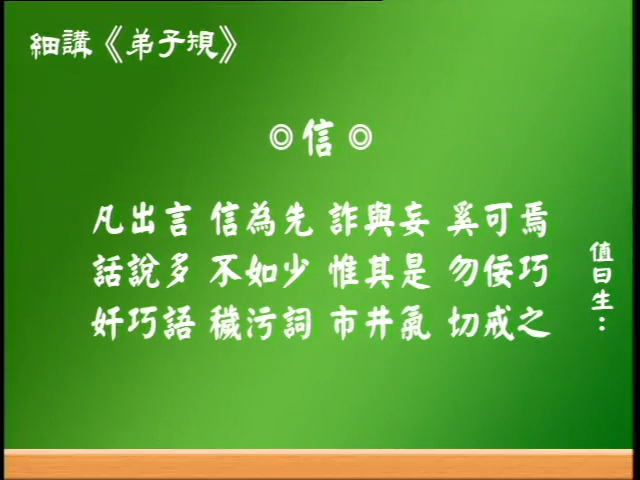 細講《弟子規》
◎信◎
凡出言 信為先 詐與妄 奚可焉
話說多 不如少 惟其是 勿佞巧
奸巧語 穢污詞 市井氣 切戒之
值日生：